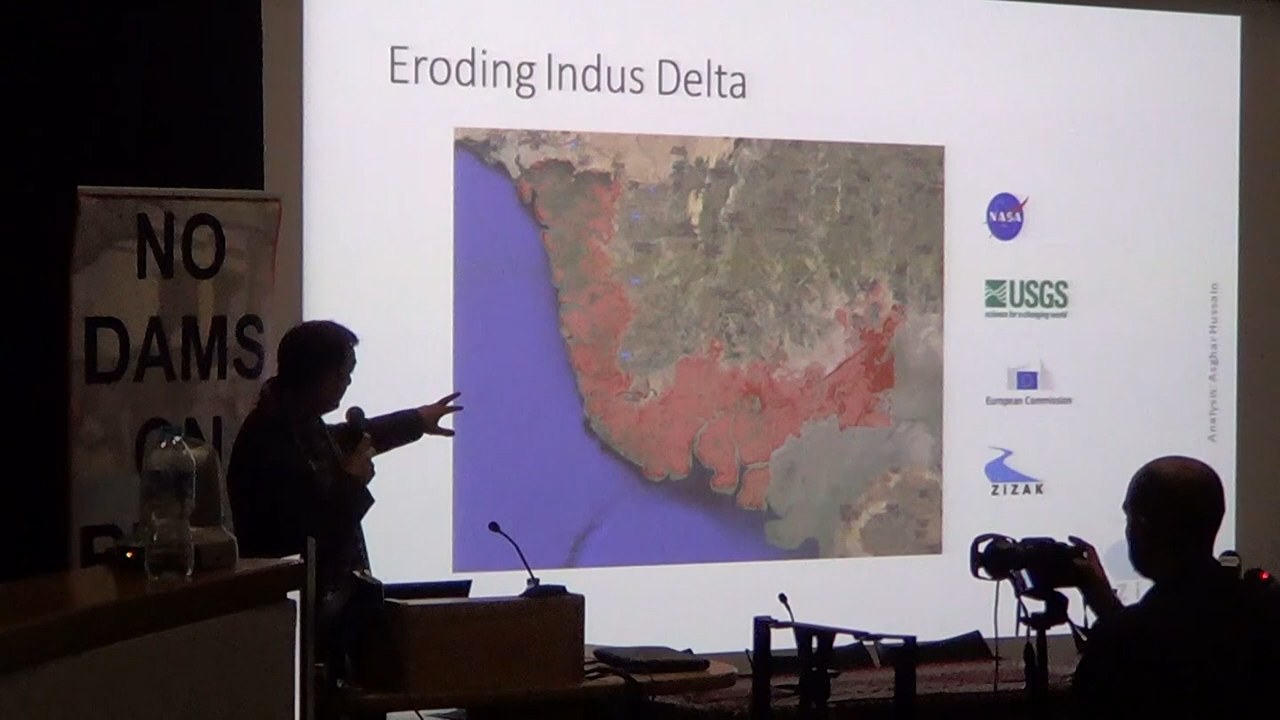 Eroding Indus Delta
NO
DAMS
ON
NASA
USGS
science for a changing world
European Commission
ZiZAK
Analysis: Asghar Hussain